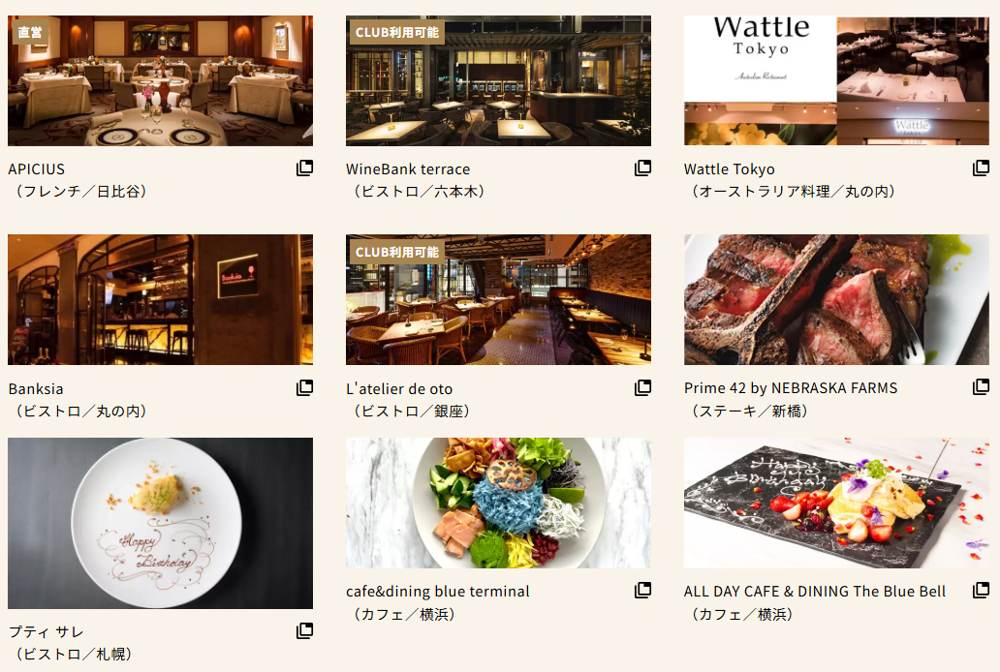 直営
CLUB利用可能
Wattle
Tokyo
Australian Restaurant
Wattle
Tokyo
APICIUS
（フレンチ／日比谷）
WineBank terrace
（ビストロ／六本木）
Wattle Tokyo
（オーストラリア料理／丸の内）
Banksia
CLUB利用可能
Banksia
（ビストロ／丸の内）
L'atelier de oto
（ビストロ／銀座）
Prime 42 by NEBRASKA FARMS
（ステーキ／新橋）
Happy
Birthday
Happy
Birthday
プティ サレ
（ビストロ／札幌）
cafe&dining blue terminal
（カフェ／横浜）
ALL DAY CAFE & DINING The Blue Bell
（カフェ／横浜）